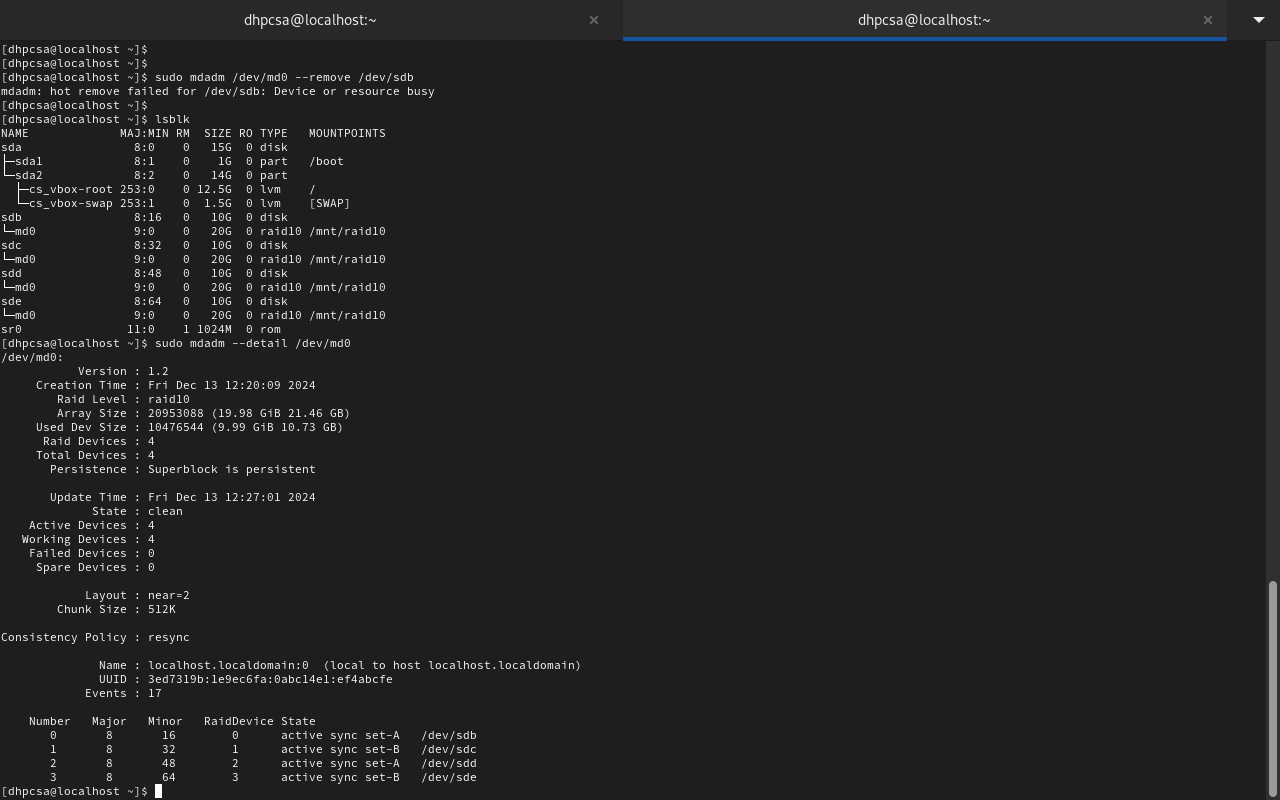 dhpcsa@localhost:~ × dhpcsa@localhost:~ ×
[dhpcsa@localhost ~]$
[dhpcsa@localhost ~]$
[dhpcsa@localhost ~]$ sudo mdadm /dev/md0 --remove /dev/sdb
mdadm: hot remove failed for /dev/sdb: Device or resource busy
[dhpcsa@localhost ~]$
[dhpcsa@localhost ~]$ lsblk
NAME             MAJ:MIN RM  SIZE RO TYPE   MOUNTPOINTS
sda                8:0    0   15G  0 disk
├─sda1             8:1    0    1G  0 part   /boot
└─sda2             8:2    0   14G  0 part
  ├─cs_vbox-root 253:0    0 12.5G  0 lvm    /
  └─cs_vbox-swap 253:1    0  1.5G  0 lvm    [SWAP]
sdb                8:16   0   10G  0 disk
└─md0              9:0    0   20G  0 raid10 /mnt/raid10
sdc                8:32   0   10G  0 disk
└─md0              9:0    0   20G  0 raid10 /mnt/raid10
sdd                8:48   0   10G  0 disk
└─md0              9:0    0   20G  0 raid10 /mnt/raid10
sde                8:64   0   10G  0 disk
└─md0              9:0    0   20G  0 raid10 /mnt/raid10
sr0               11:0    1 1024M  0 rom
[dhpcsa@localhost ~]$ sudo mdadm --detail /dev/md0
/dev/md0:
           Version : 1.2
     Creation Time : Fri Dec 13 12:20:09 2024
        Raid Level : raid10
        Array Size : 20953088 (19.98 GiB 21.46 GB)
     Used Dev Size : 10476544 (9.99 GiB 10.73 GB)
      Raid Devices : 4
     Total Devices : 4
       Persistence : Superblock is persistent
       Update Time : Fri Dec 13 12:27:01 2024
             State : clean
    Active Devices : 4
   Working Devices : 4
    Failed Devices : 0
     Spare Devices : 0
            Layout : near=2
        Chunk Size : 512K
Consistency Policy : resync
              Name : localhost.localdomain:0  (local to host localhost.localdomain)
              UUID : 3ed7319b:1e9ec6fa:0abc14e1:ef4abcfe
            Events : 17
    Number   Major   Minor   RaidDevice State
       0       8       16        0      active sync set-A   /dev/sdb
       1       8       32        1      active sync set-B   /dev/sdc
       2       8       48        2      active sync set-A   /dev/sdd
       3       8       64        3      active sync set-B   /dev/sde
[dhpcsa@localhost ~]$